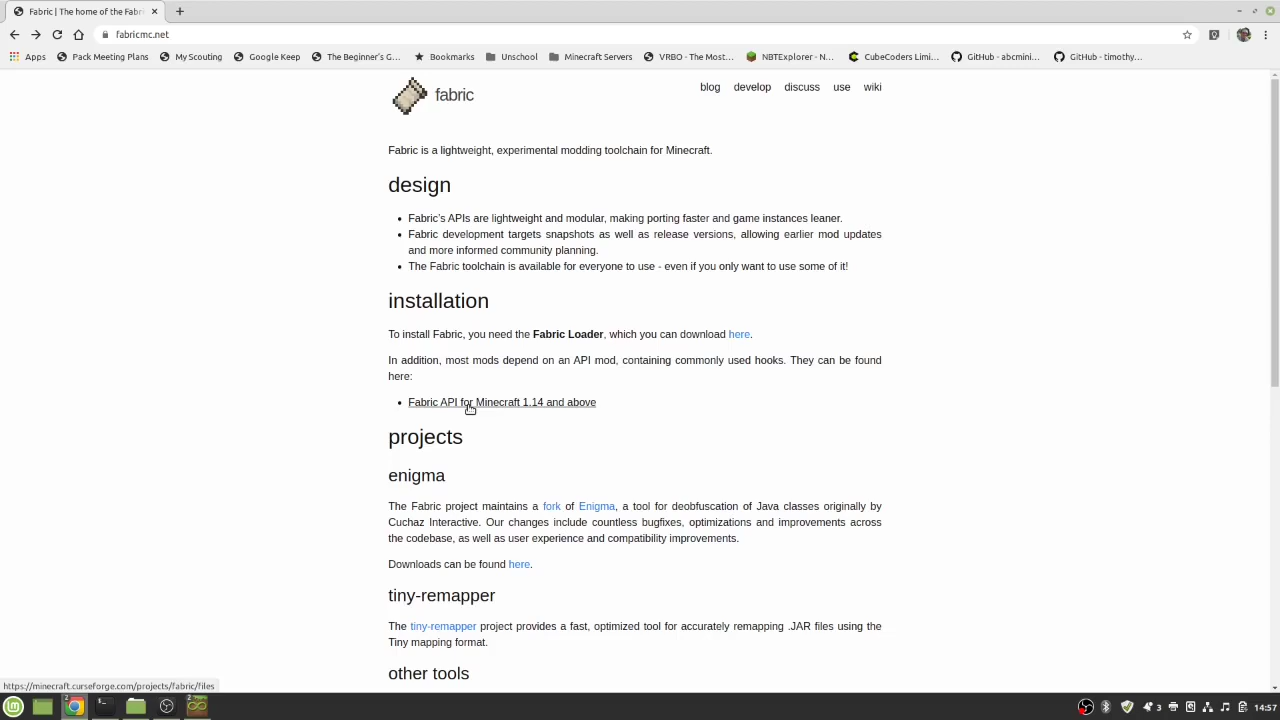 Fabric | The home of the Fabri
fabricmc.net
Apps Pack Meeting Plans My Scouting Google Keep The Beginner's G... Bookmarks Unschool Minecraft Servers VRBO - The Most... NBTExplorer - N... CubeCoders Limi... GitHub - abcmini... GitHub - timothy...
fabric
blog develop discuss use wiki
Fabric is a lightweight, experimental modding toolchain for Minecraft.
design
• Fabric's APIs are lightweight and modular, making porting faster and game instances leaner.
• Fabric development targets snapshots as well as release versions, allowing earlier mod updates
and more informed community planning.
• The Fabric toolchain is available for everyone to use - even if you only want to use some of it!
installation
To install Fabric, you need the Fabric Loader, which you can download here.
In addition, most mods depend on an API mod, containing commonly used hooks. They can be found
here:
• Fabric API for Minecraft 1.14 and above
projects
enigma
The Fabric project maintains a fork of Enigma, a tool for deobfuscation of Java classes originally by
Cuchaz Interactive. Our changes include countless bugfixes, optimizations and improvements across
the codebase, as well as user experience and compatibility improvements.
Downloads can be found here.
tiny-remapper
The tiny-remapper project provides a fast, optimized tool for accurately remapping .JAR files using the
Tiny mapping format.
other tools
https://minecraft.curseforge.com/projects/fabric/files
2 2 3 14:57